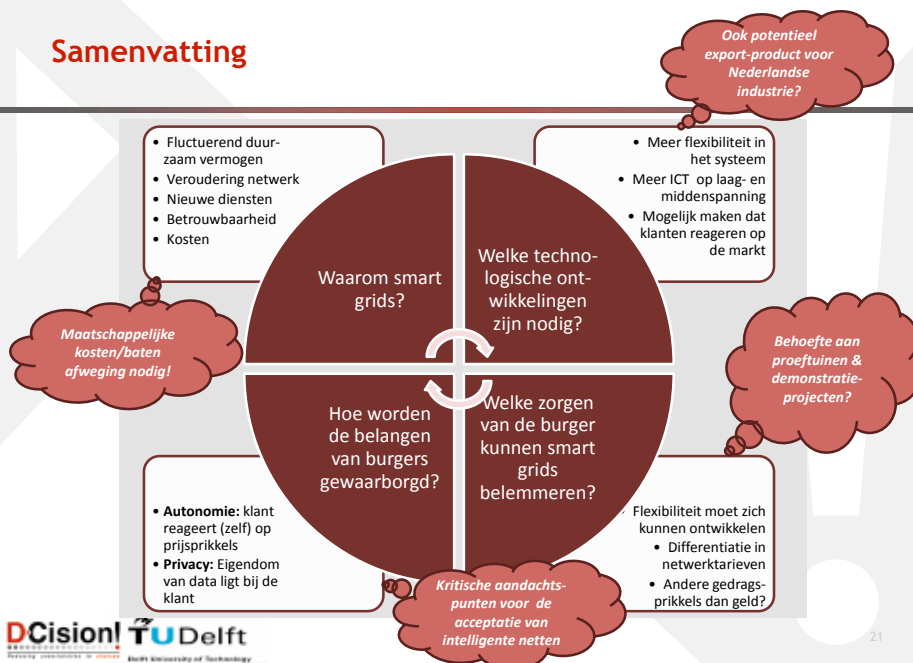 Samenvatting
Ook potentieel
export-product voor
Nederlandse
industrie?
• Fluctuerend duur-
zaam vermogen
• Veroudering netwerk
• Nieuwe diensten
• Betrouwbaarheid
• Kosten
• Meer flexibiliteit in
het systeem
• Meer ICT op laag- en
middenspanning
• Mogelijk maken dat
klanten reageren op
de markt
Waarom smart
grids?
Welke techno-
logische ont-
wikkelingen
zijn nodig?
Maatschappelijke
kosten/baten
afweging nodig!
Behoefte aan
proeftuinen &
demonstratie-
projecten?
Hoe worden
de belangen
van burgers
gewaarborgd?
Welke zorgen
van de burger
kunnen smart
grids
belemmeren?
• Autonomie: klant
reageert (zelf) op
prijsprikkels
• Privacy: Eigendom
van data ligt bij de
klant
Flexibiliteit moet zich
kunnen ontwikkelen
• Differentiatie in
netwerktarieven
• Andere gedrags-
prikkels dan geld?
Kritische aandachts-
punten voor de
acceptatie van
intelligente netten
DCision!
TU Delft
Delft University of Technology
21